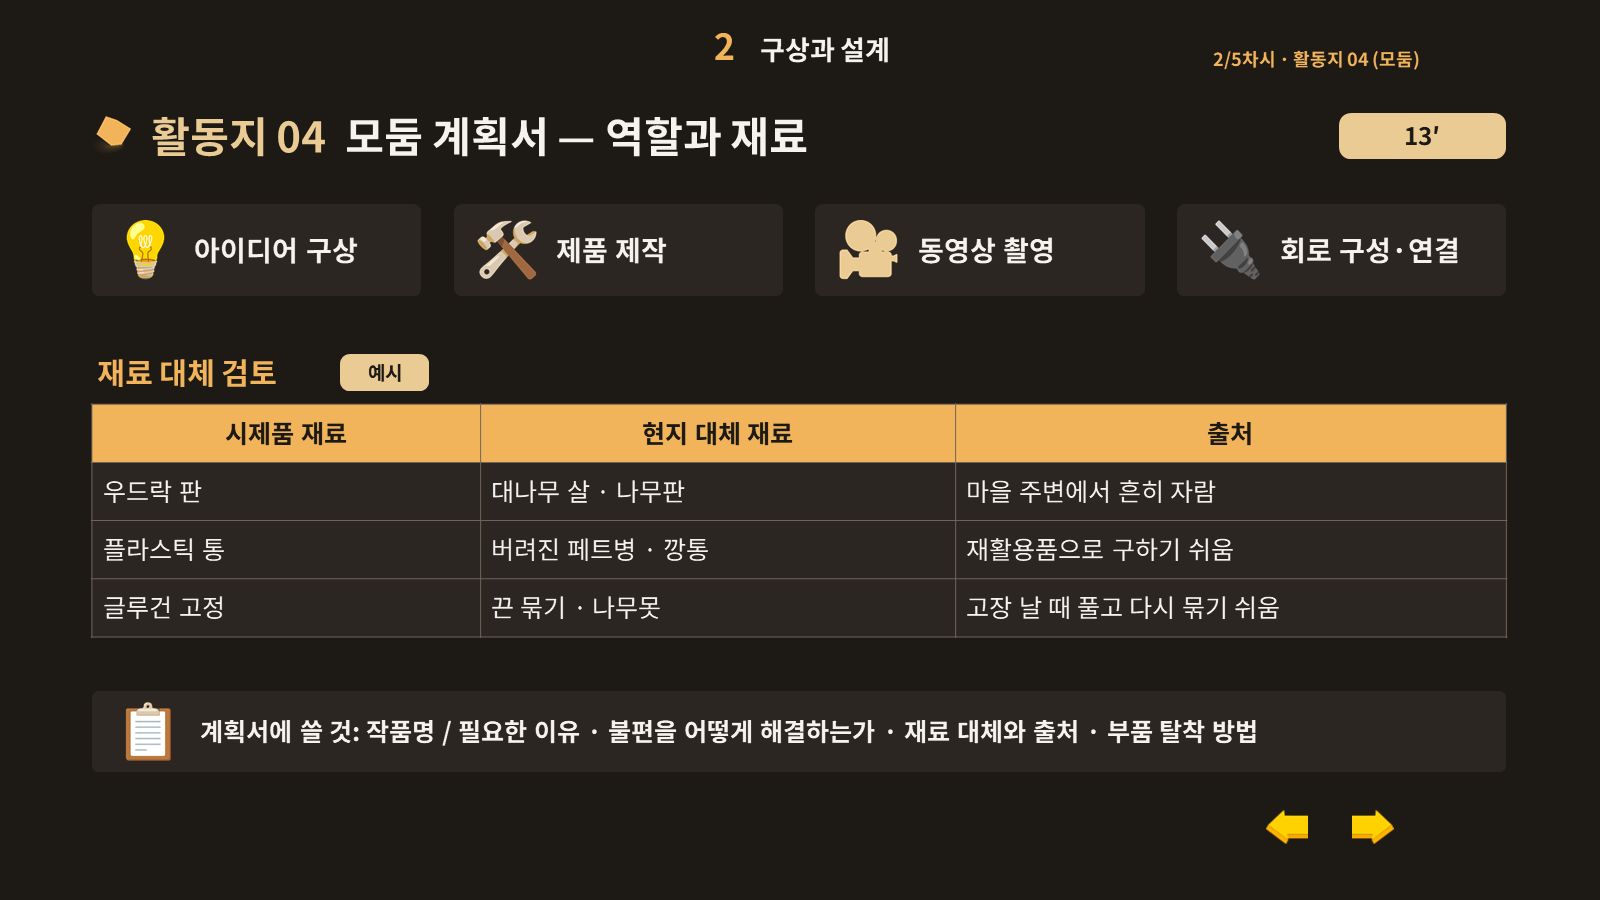 2 구상과 설계
2/5차시 · 활동지 04 (모둠)
활동지 04 모둠 계획서 — 역할과 재료
13′
아이디어 구상
제품 제작
동영상 촬영
회로 구성·연결
재료 대체 검토
예시
시제품 재료 현지 대체 재료 출처
우드락 판 대나무 살 · 나무판 마을 주변에서 흔히 자람
플라스틱 통 버려진 페트병 · 깡통 재활용품으로 구하기 쉬움
글루건 고정 끈 묶기 · 나무못 고장 날 때 풀고 다시 묶기 쉬움
계획서에 쓸 것: 작품명 / 필요한 이유 · 불편을 어떻게 해결하는가 · 재료 대체와 출처 · 부품 탈착 방법